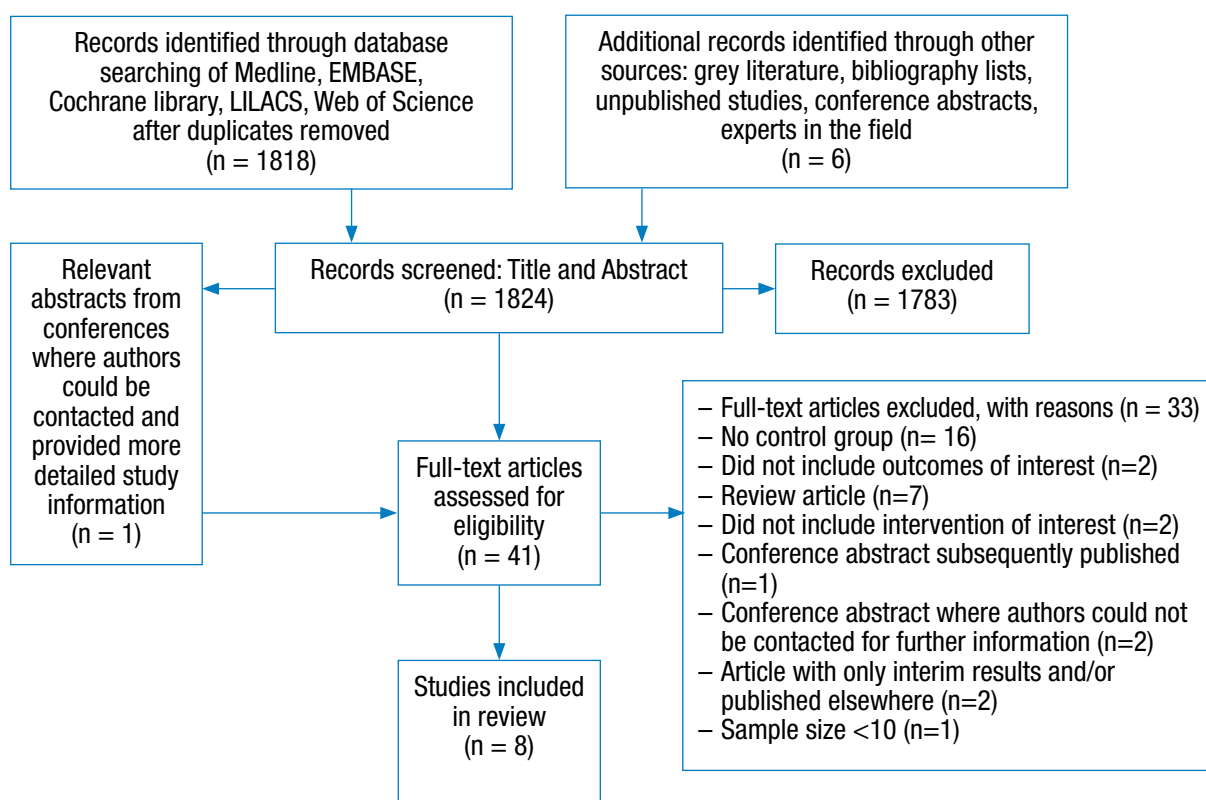 Records identified through database
searching of Medline, EMBASE,
Cochrane library, LILACS, Web of Science
after duplicates removed
(n = 1818)
Additional records identified through other
sources: grey literature, bibliography lists,
unpublished studies, conference abstracts,
experts in the field
(n = 6)
Relevant
abstracts from
conferences
where authors
could be
contacted and
provided more
detailed study
information
(n = 1)
Records screened: Title and Abstract
(n = 1824)
Records excluded
(n = 1783)
Full-text articles
assessed for
eligibility
(n = 41)
– Full-text articles excluded, with reasons (n = 33)
– No control group (n= 16)
– Did not include outcomes of interest (n=2)
– Review article (n=7)
– Did not include intervention of interest (n=2)
– Conference abstract subsequently published
(n=1)
– Conference abstract where authors could not
be contacted for further information (n=2)
– Article with only interim results and/or
published elsewhere (n=2)
– Sample size <10 (n=1)
Studies included
in review
(n = 8)